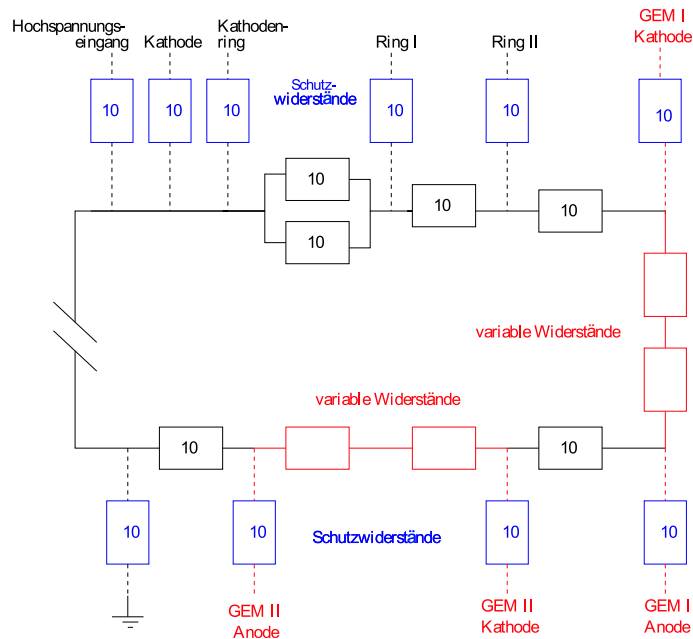 Hochspannungs-
eingang
Kathode
Kathoden-
ring
Ring I
Ring II
GEM I
Kathode
10
10
10
Schutz-
widerstände
10
10
10
10
10
10
10
variable Widerstände
variable Widerstände
10
10
10
10
Schutzwiderstände
10
10
GEM II
Anode
GEM II
Kathode
GEM I
Anode